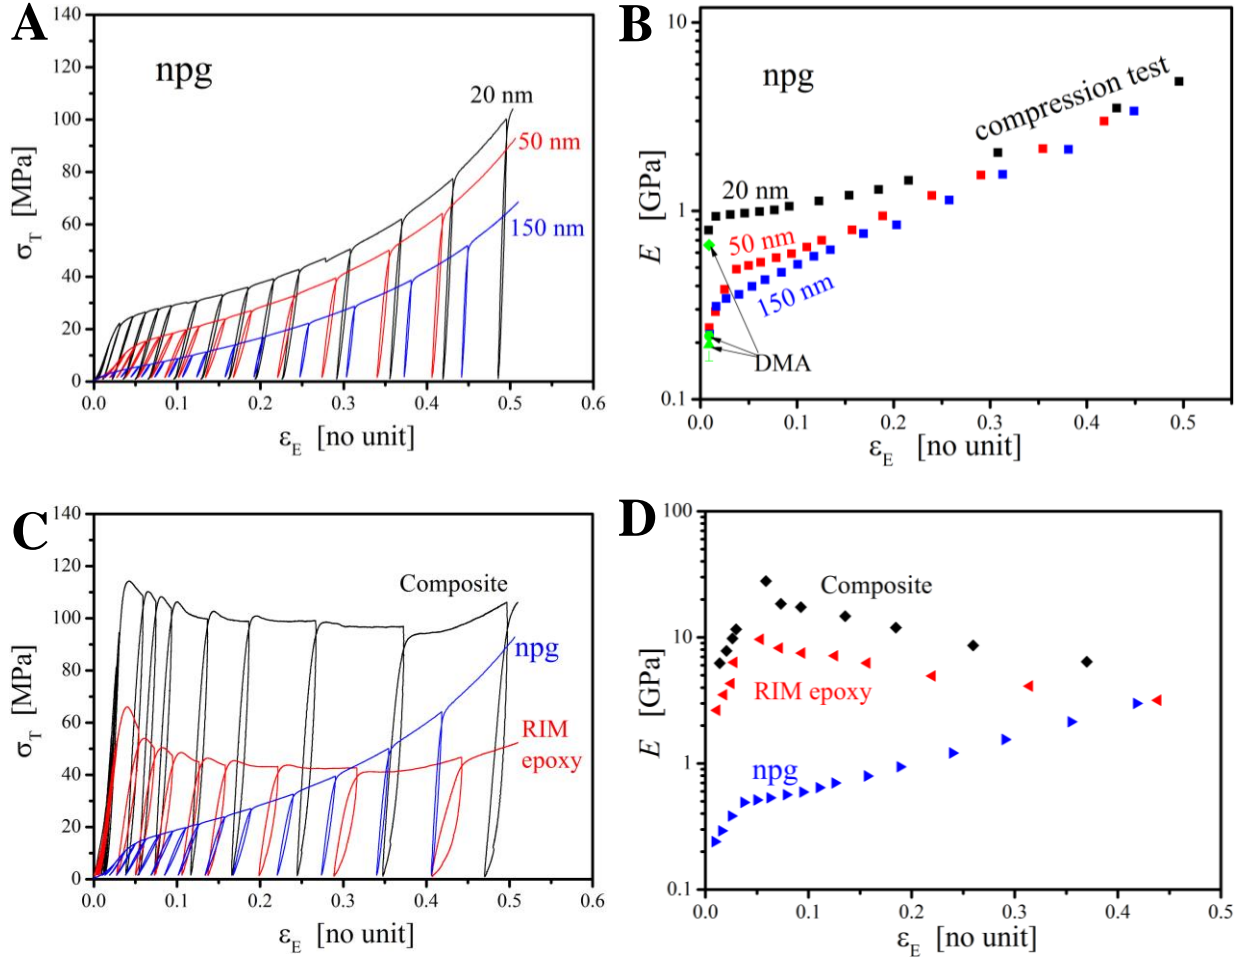 A
140
120
100
80
60
40
20
0
σT [MPa]
npg
20 nm
50 nm
150 nm
0.0 0.1 0.2 0.3 0.4 0.5 0.6
εE [no unit]
B
10
1
0.1
E [GPa]
npg
compression test
20 nm
50 nm
150 nm
DMA
0.0 0.1 0.2 0.3 0.4 0.5
εE [no unit]
C
140
120
100
80
60
40
20
0
σT [MPa]
Composite
npg
RIM
epoxy
0.0 0.1 0.2 0.3 0.4 0.5 0.6
εE [no unit]
D
100
10
1
0.1
E [GPa]
Composite
RIM epoxy
npg
0.0 0.1 0.2 0.3 0.4 0.5
εE [no unit]